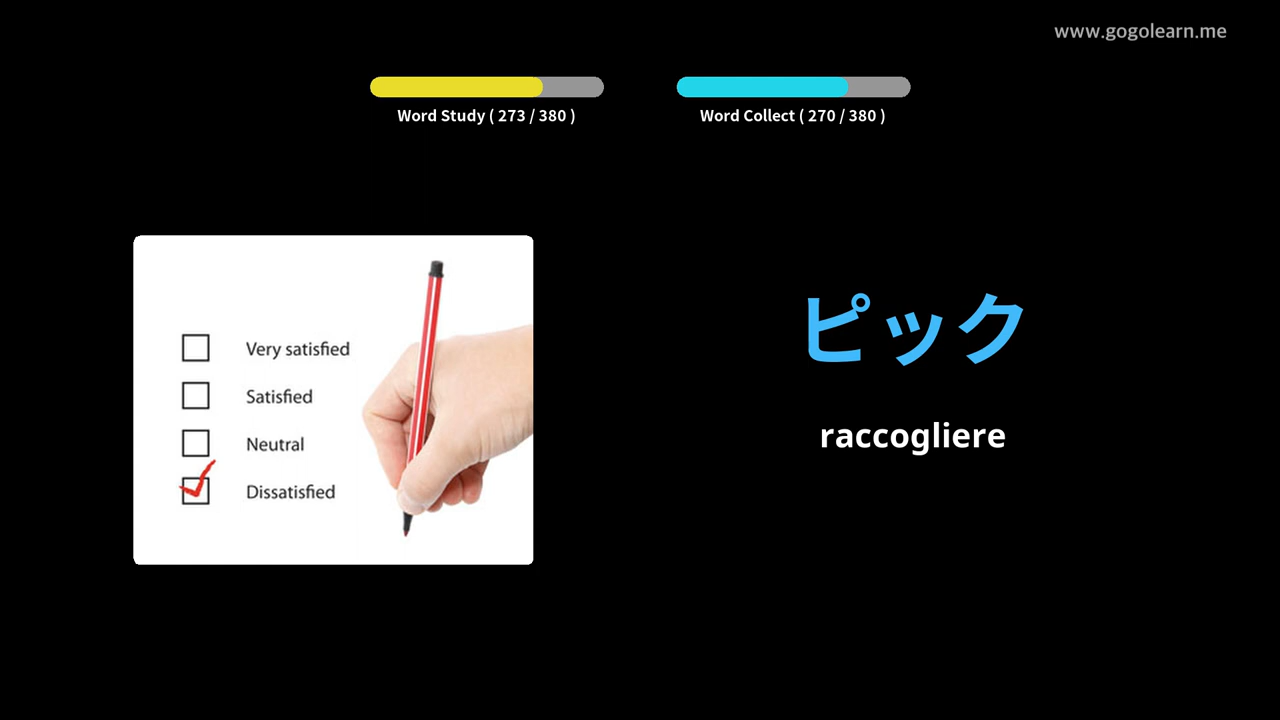 www.gogolearn.me
Word Study ( 273 / 380 )
Word Collect ( 270 / 380 )
Very satisfied
Satisfied
Neutral
Dissatisfied
ピック
raccogliere